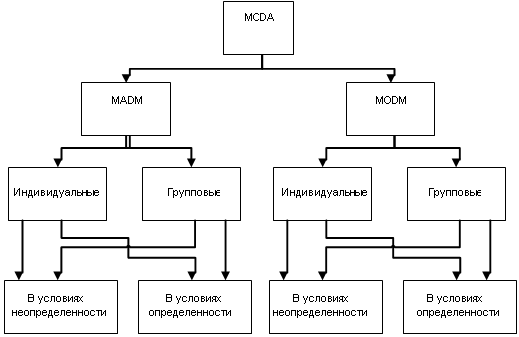 MCDA
MADM
MODM
Индивидуальные
Групповые
Индивидуальные
Групповые
В условиях
неопределенности
В условиях
определенности
В условиях
неопределенности
В условиях
определенности